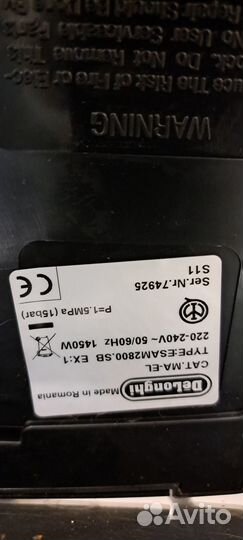 DeLonghi Made in Romania
CAT.MA-EL
TYPE:ESAM2800.SB EX:1
220-240V~ 50/60Hz 1450W
P=1.5MPa (15bar)
CE
Ser.Nr.74925
S11
WARNING
uce The Risk of Fire or Elec-
ock, Do Not Remove This
No User Serviceable Parts
Repair Should Be Done By
Avito